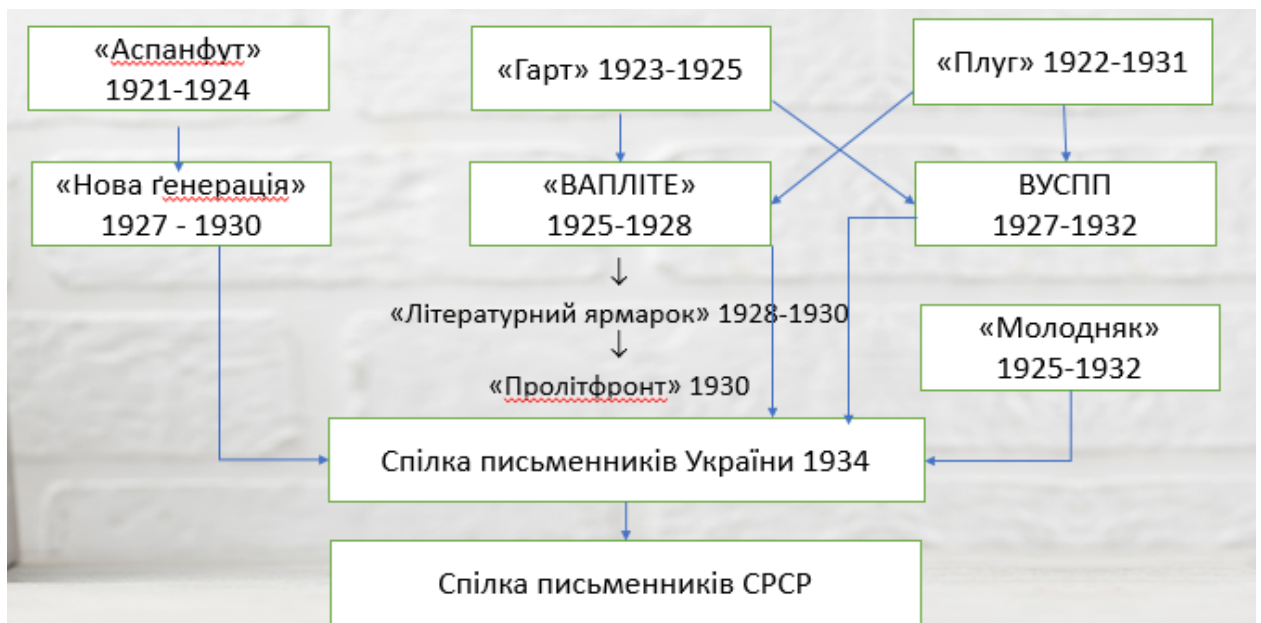 «Аспанфут»
1921-1924
«Гарт» 1923-1925
«Плуг» 1922-1931
«Нова ґенерація»
1927 - 1930
«ВАПЛІТЕ»
1925-1928
ВУСПП
1927-1932
↓
«Літературний ярмарок» 1928-1930
↓
«Пролітфронт» 1930
«Молодняк»
1925-1932
Спілка письменників України 1934
Спілка письменників СРСР